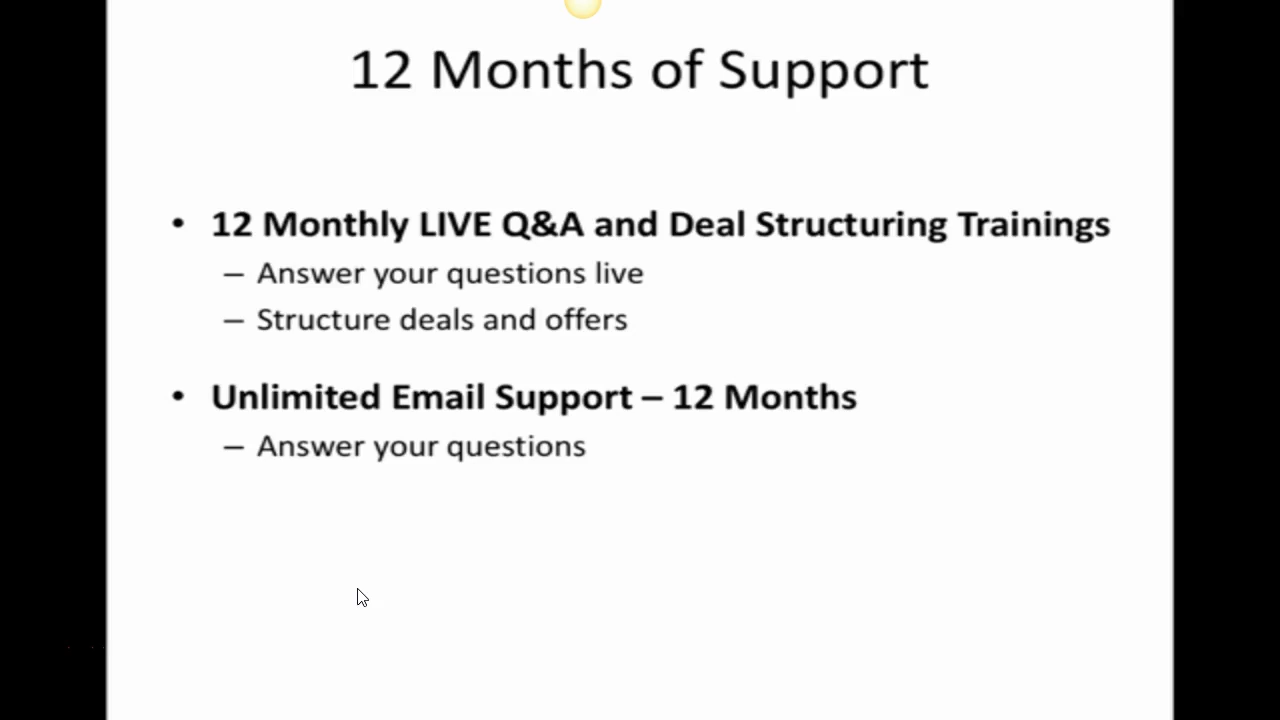 12 Months of Support
• 12 Monthly LIVE Q&A and Deal Structuring Trainings
– Answer your questions live
– Structure deals and offers
• Unlimited Email Support – 12 Months
– Answer your questions